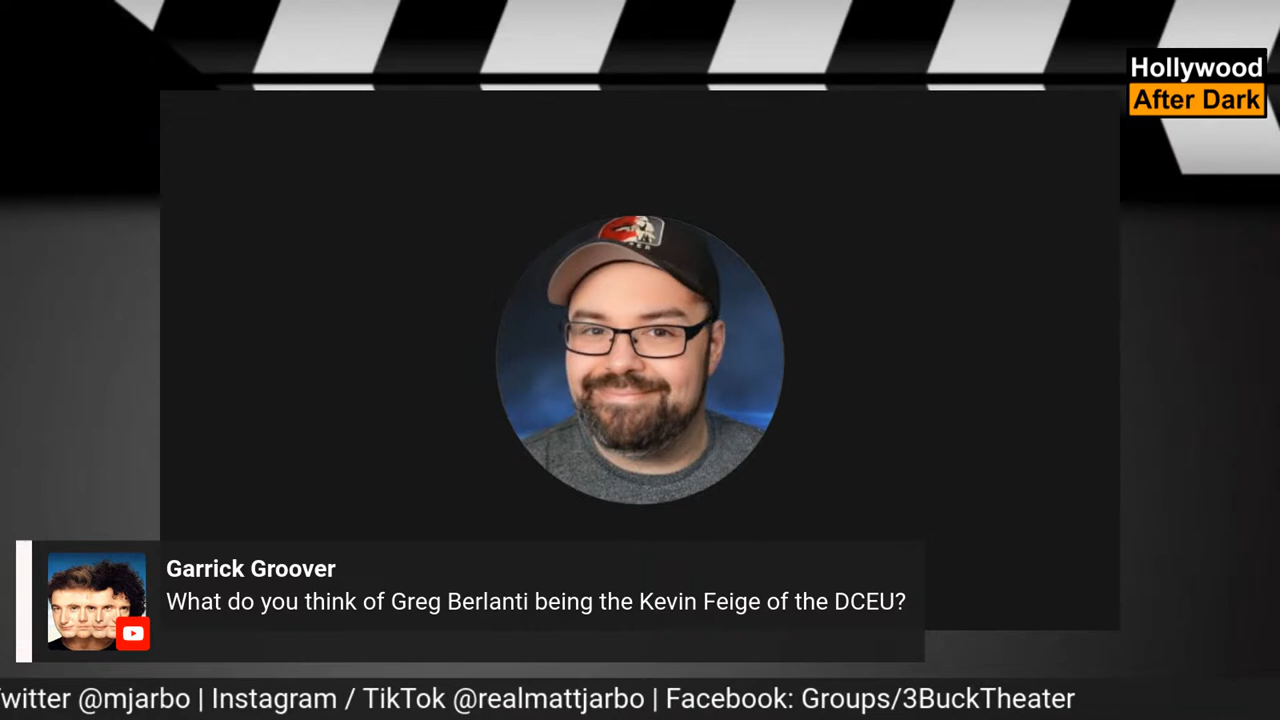 Hollywood
After Dark
Garrick Groover
What do you think of Greg Berlanti being the Kevin Feige of the DCEU?
witter @mjarbo | Instagram / TikTok @realmattjarbo | Facebook: Groups/3BuckTheater